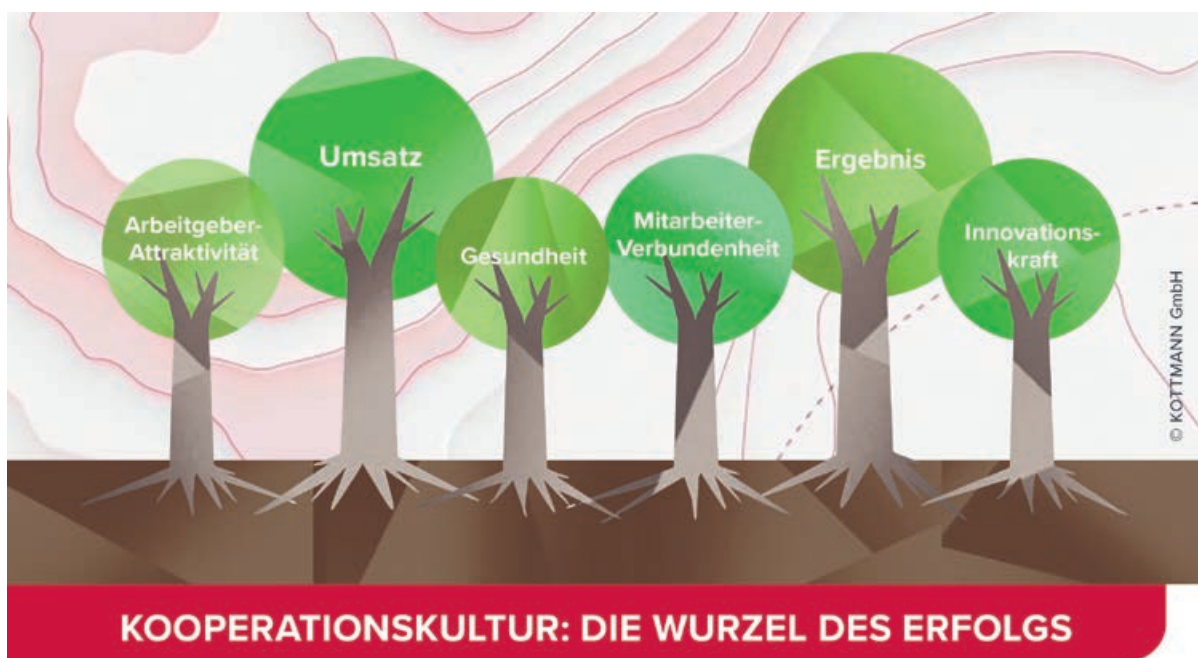 Umsatz
Ergebnis
Arbeitgeber-
Attraktivität
Gesundheit
Mitarbeiter-
Verbundenheit
Innovations-
kraft
© KOTTMANN GmbH
KOOPERATIONSKULTUR: DIE WURZEL DES ERFOLGS